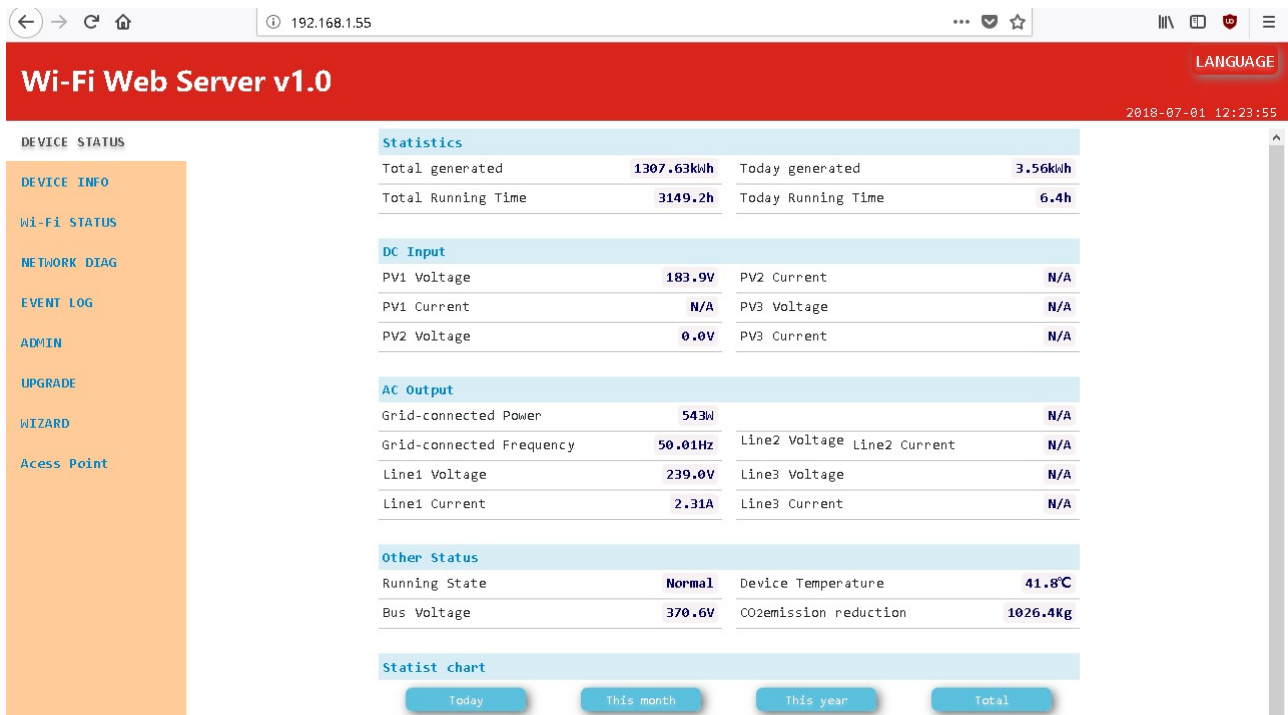 192.168.1.55
LANGUAGE
Wi-Fi Web Server v1.0
2018-07-01 12:23:55
DEVICE STATUS
DEVICE INFO
Wi-Fi STATUS
NETWORK DIAG
EVENT LOG
ADMIN
UPGRADE
WIZARD
Acess Point
Statistics
Total generated 1307.63kWh Today generated 3.56kWh
Total Running Time 3149.2h Today Running Time 6.4h
DC Input
PV1 Voltage 183.9V PV2 Current N/A
PV1 Current N/A PV3 Voltage N/A
PV2 Voltage 0.0V PV3 Current N/A
AC Output
Grid-connected Power 543W N/A
Grid-connected Frequency 50.01Hz Line2 Voltage Line2 Current N/A
Line1 Voltage 239.0V Line3 Voltage N/A
Line1 Current 2.31A Line3 Current N/A
Other Status
Running State Normal Device Temperature 41.8℃
Bus Voltage 370.6V CO2emission reduction 1026.4Kg
Statist chart
Today This month This year Total